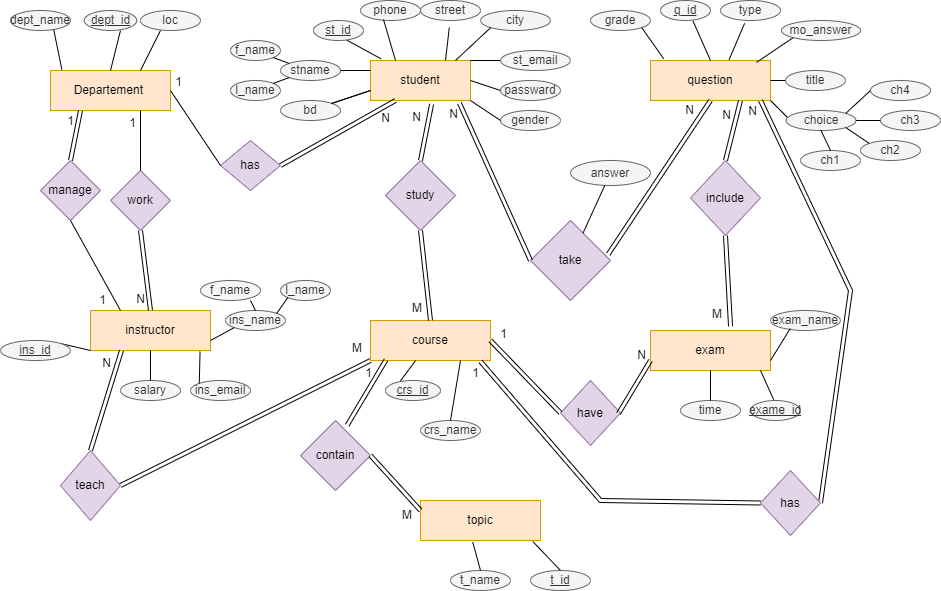 phone
street
type
q_id
dept_name
dept_id
loc
grade
st_id
city
mo_answer
f_name
st_email
stname
student
question
title
Departement
1
l_name
passward
ch4
bd
gender
choice
ch3
1
1
N
N
N
N
N
N
ch2
ch1
has
answer
manage
work
study
include
take
f_name
l_name
1
N
M
M
ins_name
exam_name
instructor
course
1
ins_id
M
N
exam
N
1
1
salary
ins_email
crs_id
time
exame_id
have
crs_name
contain
teach
has
M
topic
t_name
t_id